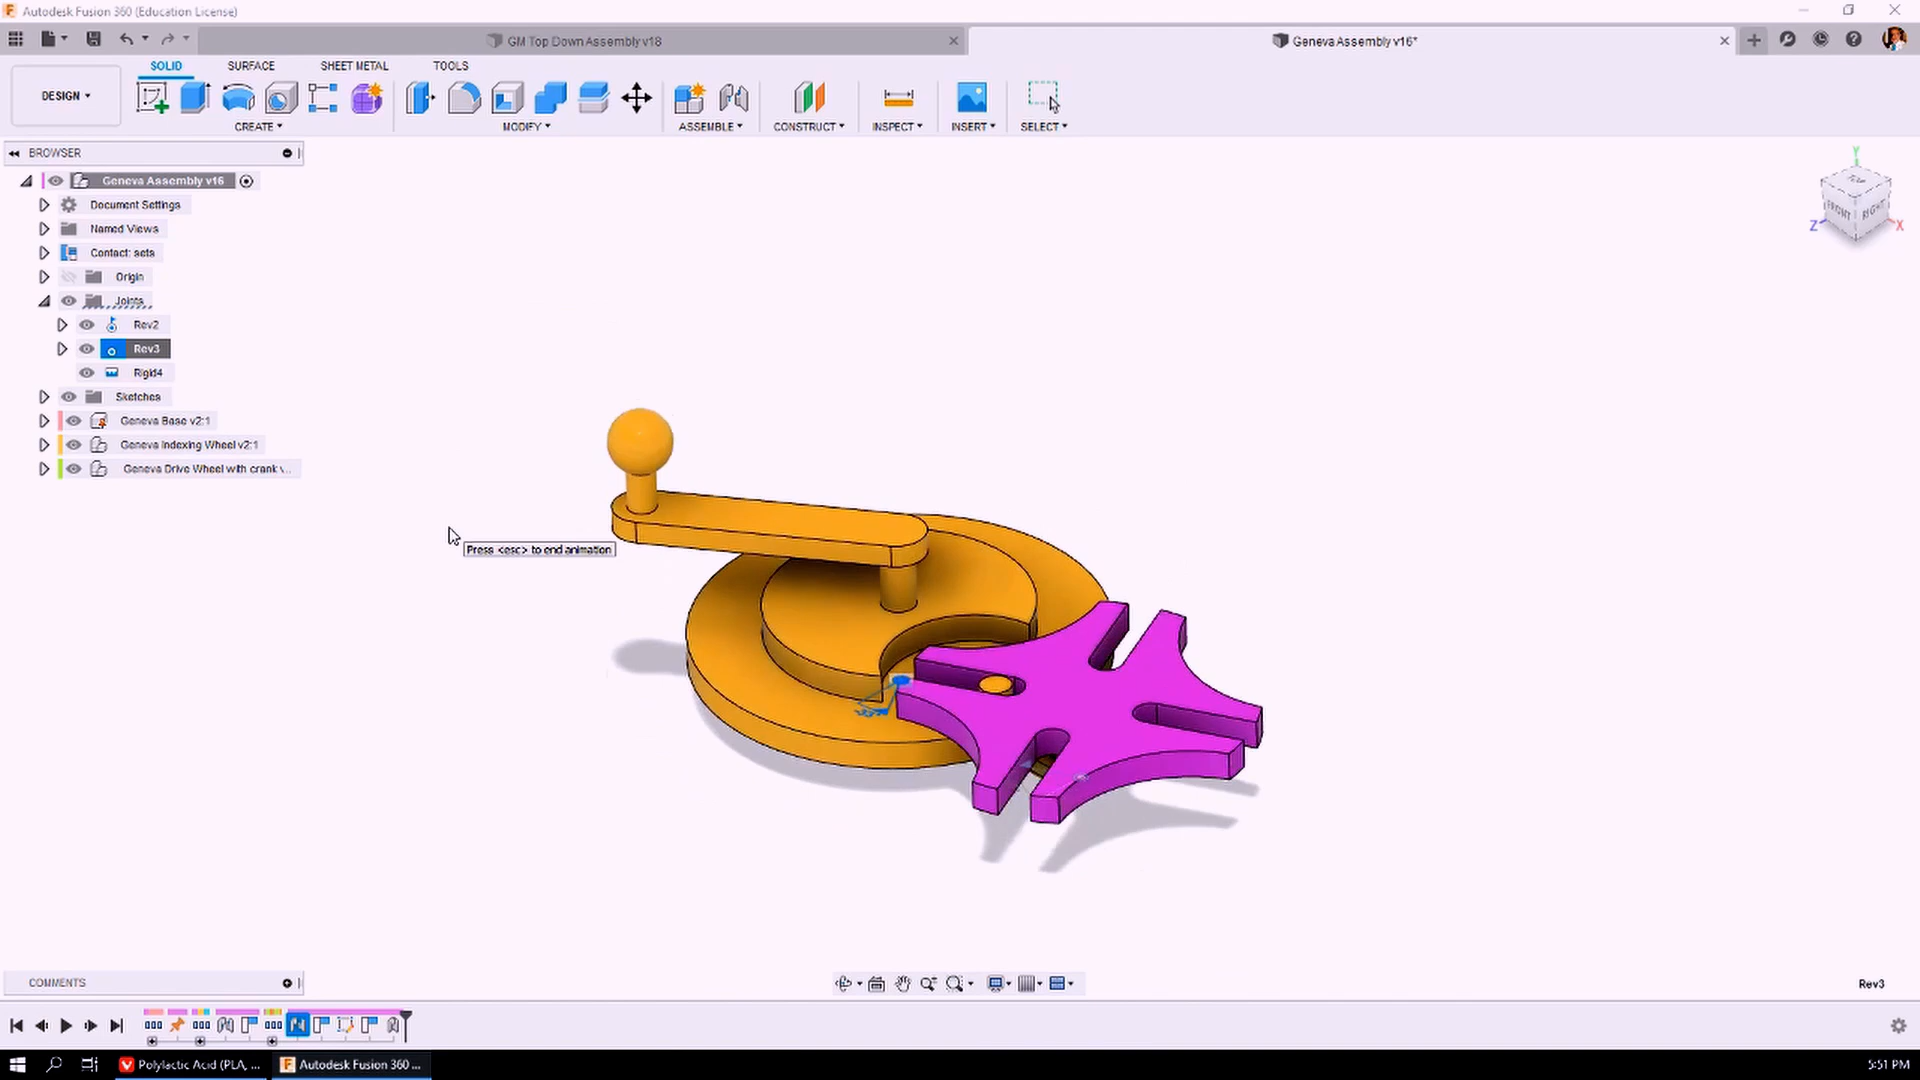 Autodesk Fusion 360 (Education License)
GM Top Down Assembly v18
Geneva Assembly v16*
DESIGN
SOLID
SURFACE
SHEET METAL
TOOLS
CREATE
MODIFY
ASSEMBLE
CONSTRUCT
INSPECT
INSERT
SELECT
BROWSER
Geneva Assembly v16
Document Settings
Named Views
Contact: sets
Origin
Joints
Rev2
Rev3
Rigid4
Sketches
Geneva Base v2:1
Geneva Indexing Wheel v2:1
Geneva Drive Wheel with crank v...
Y
TOP
FRONT
RIGHT
Z
X
Press <esc> to end animation
COMMENTS
Rev3
Polylactic Acid (PLA, ...
Autodesk Fusion 360 ...
5:51 PM